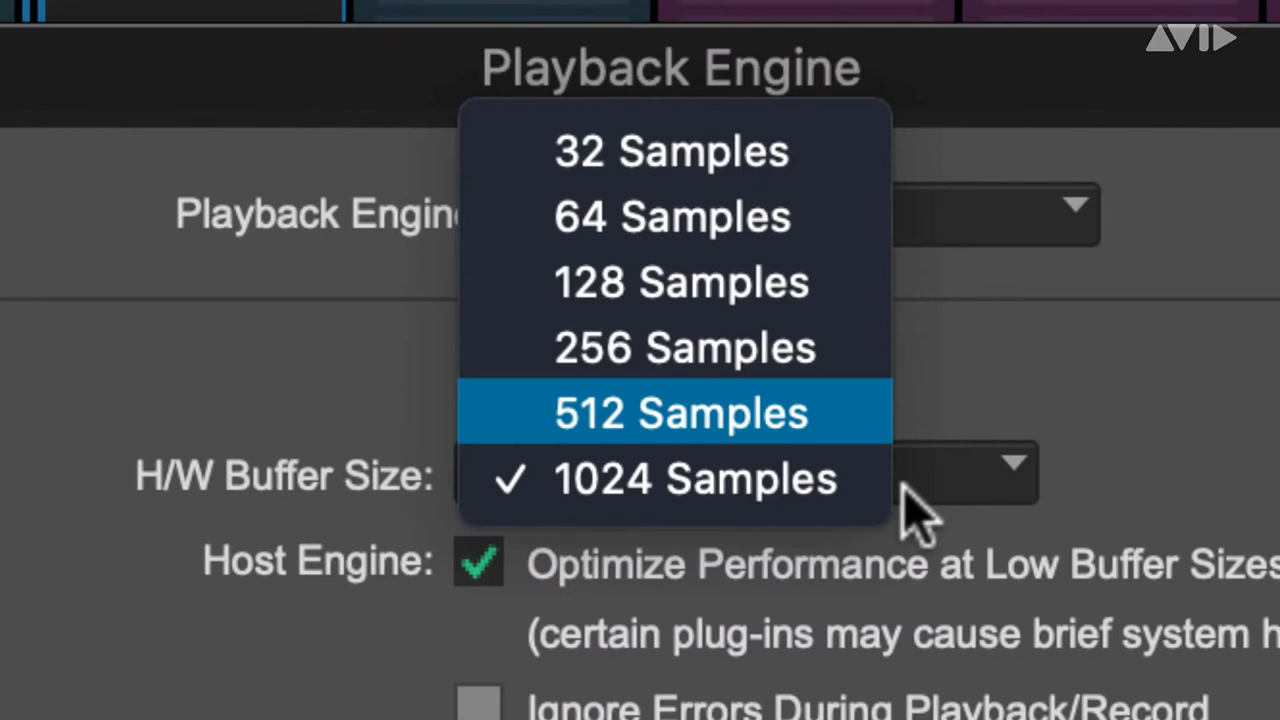 AVID
Playback Engine
32 Samples
64 Samples
Playback Engin
128 Samples
256 Samples
512 Samples
H/W Buffer Size:
1024 Samples
Host Engine:
Optimize Performance at Low Buffer Sizes
(certain plug-ins may cause brief system h
Ignore Errors During Playback/Record